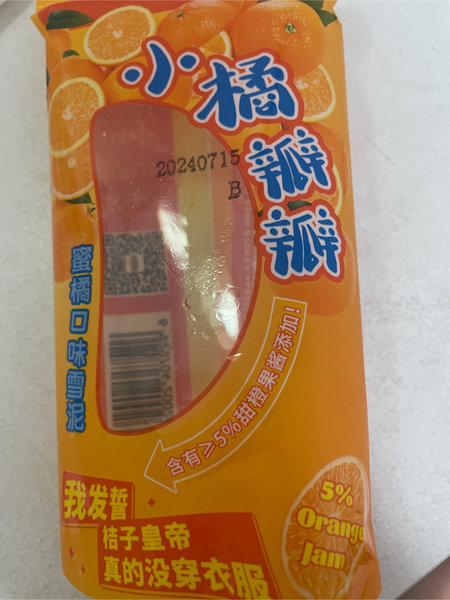 小橘瓣瓣
20240715
B
蜜橘口味雪泥
含有≥5%甜橙果酱添加!
5%
Orange
Jam
我发誓
桔子皇帝
真的没穿衣服